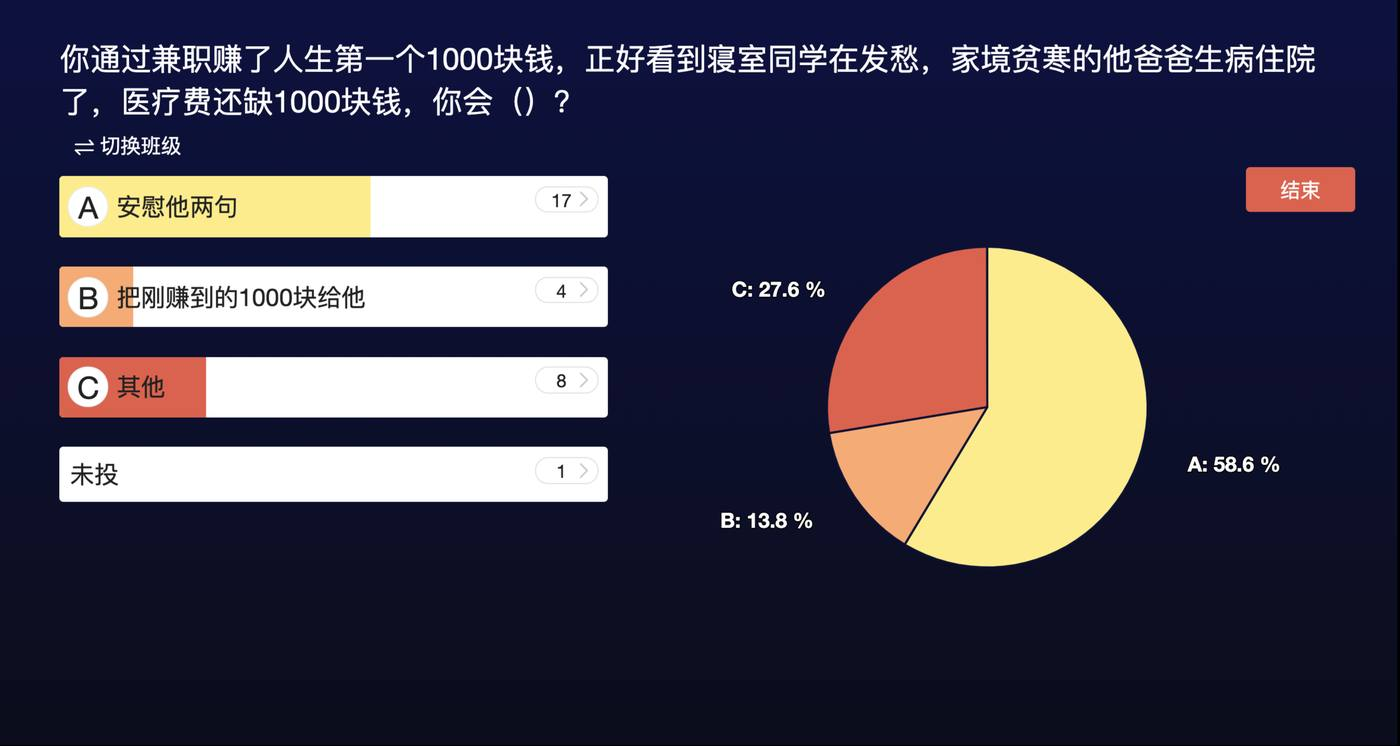 你通过兼职赚了人生第一个1000块钱，正好看到寝室同学在发愁，家境贫寒的他爸爸生病住院
了，医疗费还缺1000块钱，你会（）？
⇌ 切换班级
结束
A 安慰他两句 17
B 把刚赚到的1000块给他 4
C 其他 8
未投 1
C: 27.6 %
A: 58.6 %
B: 13.8 %